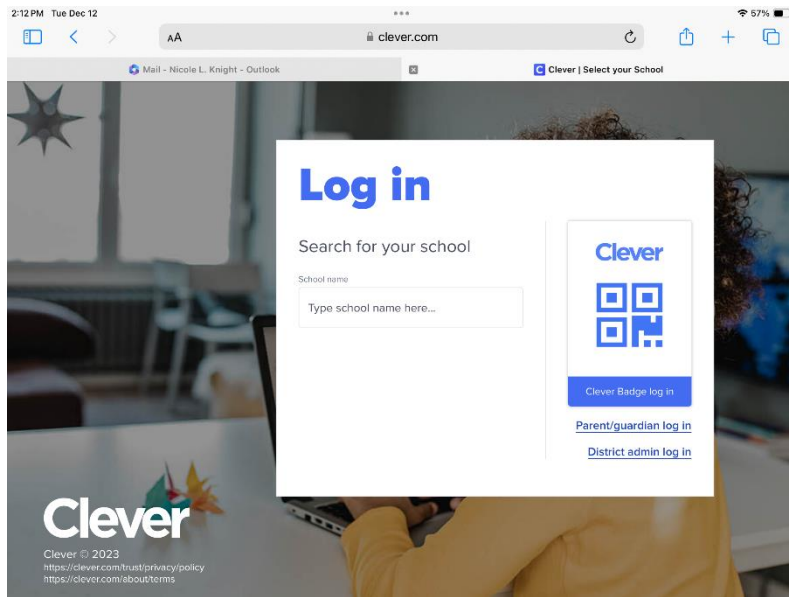 2:12 PM Tue Dec 12
57%
AA
clever.com
Mail - Nicole L. Knight - Outlook
C Clever | Select your School
Log in
Search for your school
School name
Type school name here...
Clever
Clever Badge log in
Parent/guardian log in
District admin log in
Clever
Clever © 2023
https://clever.com/trust/privacy/policy
https://clever.com/about/terms